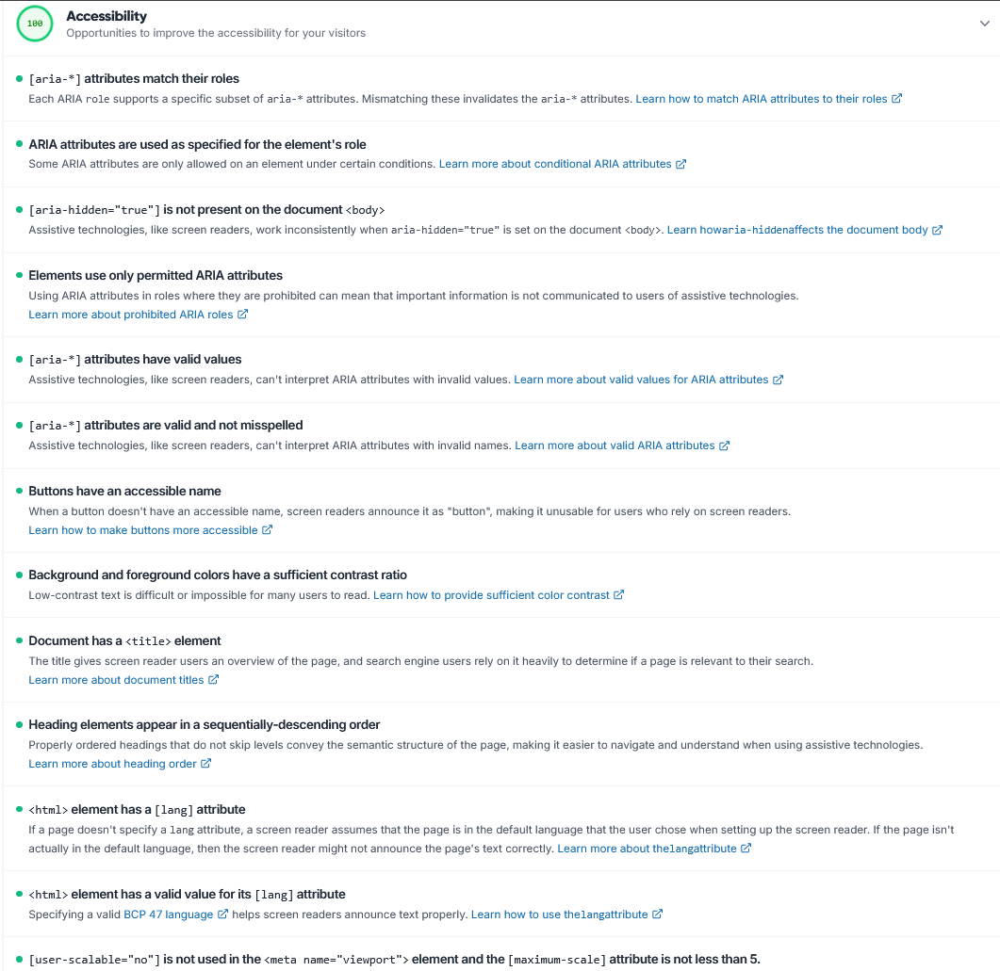 100
Accessibility
Opportunities to improve the accessibility for your visitors
[aria-*] attributes match their roles
Each ARIA role supports a specific subset of aria-* attributes. Mismatching these invalidates the aria-* attributes. Learn how to match ARIA attributes to their roles
ARIA attributes are used as specified for the element's role
Some ARIA attributes are only allowed on an element under certain conditions. Learn more about conditional ARIA attributes
[aria-hidden="true"] is not present on the document <body>
Assistive technologies, like screen readers, work inconsistently when aria-hidden="true" is set on the document <body>. Learn howaria-hiddenaffects the document body
Elements use only permitted ARIA attributes
Using ARIA attributes in roles where they are prohibited can mean that important information is not communicated to users of assistive technologies.
Learn more about prohibited ARIA roles
[aria-*] attributes have valid values
Assistive technologies, like screen readers, can't interpret ARIA attributes with invalid values. Learn more about valid values for ARIA attributes
[aria-*] attributes are valid and not misspelled
Assistive technologies, like screen readers, can't interpret ARIA attributes with invalid names. Learn more about valid ARIA attributes
Buttons have an accessible name
When a button doesn't have an accessible name, screen readers announce it as "button", making it unusable for users who rely on screen readers.
Learn how to make buttons more accessible
Background and foreground colors have a sufficient contrast ratio
Low-contrast text is difficult or impossible for many users to read. Learn how to provide sufficient color contrast
Document has a <title> element
The title gives screen reader users an overview of the page, and search engine users rely on it heavily to determine if a page is relevant to their search.
Learn more about document titles
Heading elements appear in a sequentially-descending order
Properly ordered headings that do not skip levels convey the semantic structure of the page, making it easier to navigate and understand when using assistive technologies.
Learn more about heading order
<html> element has a [lang] attribute
If a page doesn't specify a lang attribute, a screen reader assumes that the page is in the default language that the user chose when setting up the screen reader. If the page isn't
actually in the default language, then the screen reader might not announce the page's text correctly. Learn more about thelangattribute
<html> element has a valid value for its [lang] attribute
Specifying a valid BCP 47 language helps screen readers announce text properly. Learn how to use thelangattribute
[user-scalable="no"] is not used in the <meta name="viewport"> element and the [maximum-scale] attribute is not less than 5.